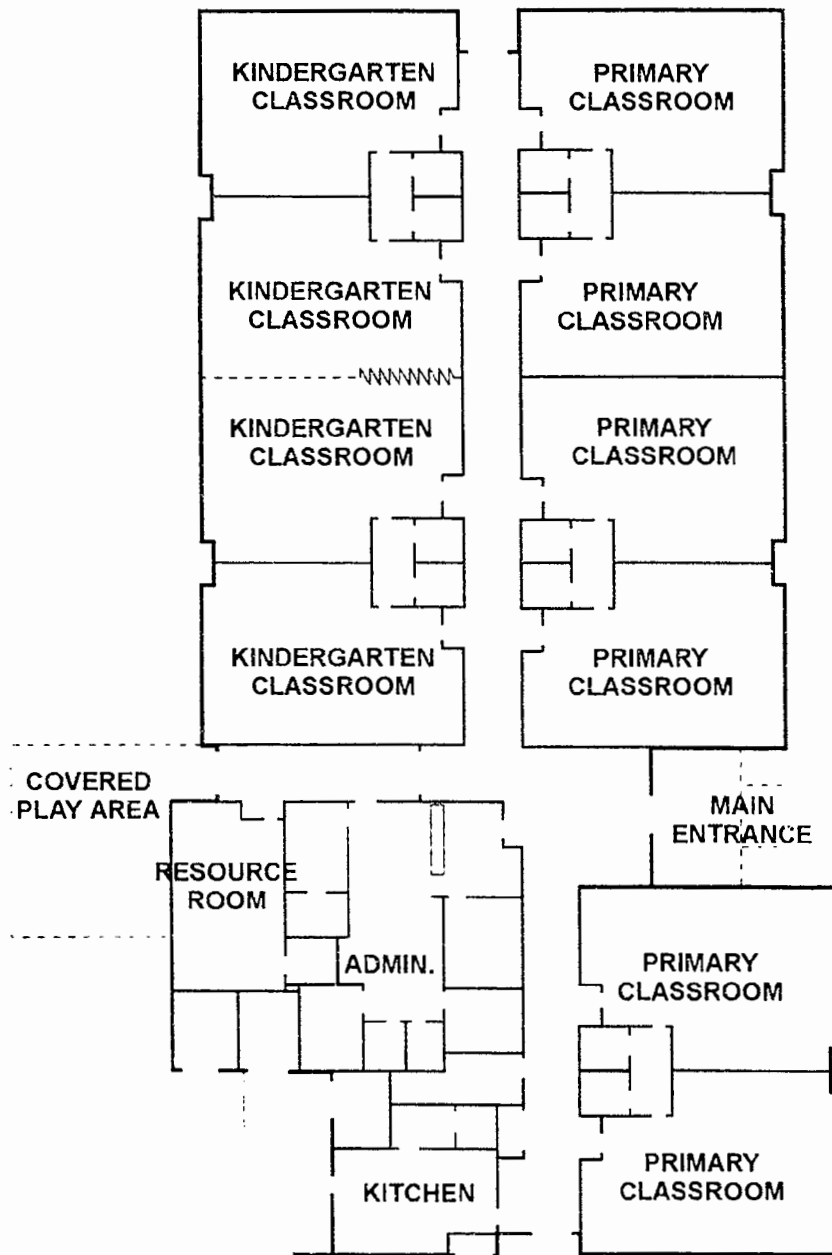 KINDERGARTEN
CLASSROOM
PRIMARY
CLASSROOM
KINDERGARTEN
CLASSROOM
PRIMARY
CLASSROOM
KINDERGARTEN
CLASSROOM
PRIMARY
CLASSROOM
KINDERGARTEN
CLASSROOM
PRIMARY
CLASSROOM
COVERED
PLAY AREA
MAIN
ENTRANCE
RESOURCE
ROOM
ADMIN.
PRIMARY
CLASSROOM
KITCHEN
PRIMARY
CLASSROOM